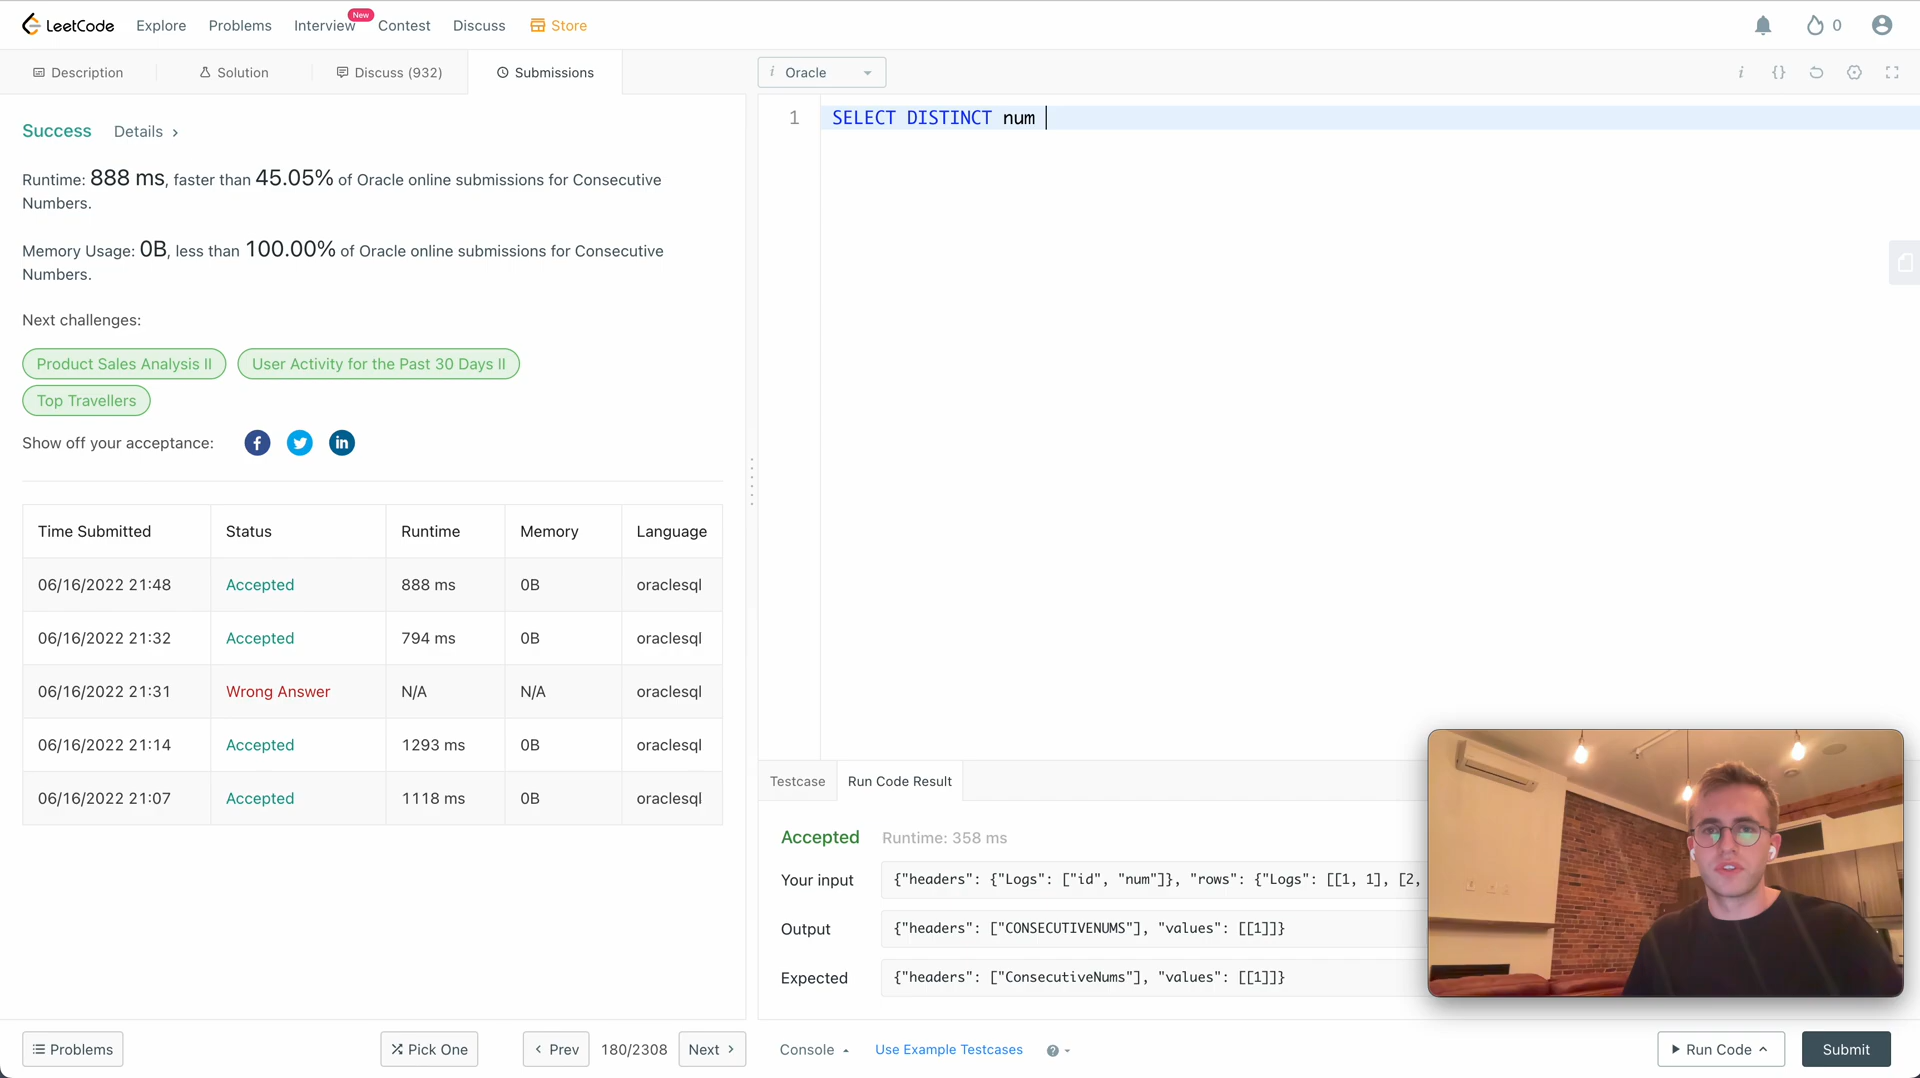 LeetCode
Explore
Problems
Interview
New
Contest
Discuss
Store
0
Description
Solution
Discuss (932)
Submissions
i Oracle
i
{}
Success
Details
Runtime: 888 ms, faster than 45.05% of Oracle online submissions for Consecutive
Numbers.
Memory Usage: 0B, less than 100.00% of Oracle online submissions for Consecutive
Numbers.
Next challenges:
Product Sales Analysis II
User Activity for the Past 30 Days II
Top Travellers
Show off your acceptance:
f
in
Time Submitted Status Runtime Memory Language
06/16/2022 21:48 Accepted 888 ms 0B oraclesql
06/16/2022 21:32 Accepted 794 ms 0B oraclesql
06/16/2022 21:31 Wrong Answer N/A N/A oraclesql
06/16/2022 21:14 Accepted 1293 ms 0B oraclesql
06/16/2022 21:07 Accepted 1118 ms 0B oraclesql
1 SELECT DISTINCT num
Testcase
Run Code Result
Accepted Runtime: 358 ms
Your input {"headers": {"Logs": ["id", "num"]}, "rows": {"Logs": [[1, 1], [2,
Output {"headers": ["CONSECUTIVENUMS"], "values": [[1]]}
Expected {"headers": ["ConsecutiveNums"], "values": [[1]]}
Problems
Pick One
Prev
180/2308
Next
Console
Use Example Testcases
?
Run Code
Submit